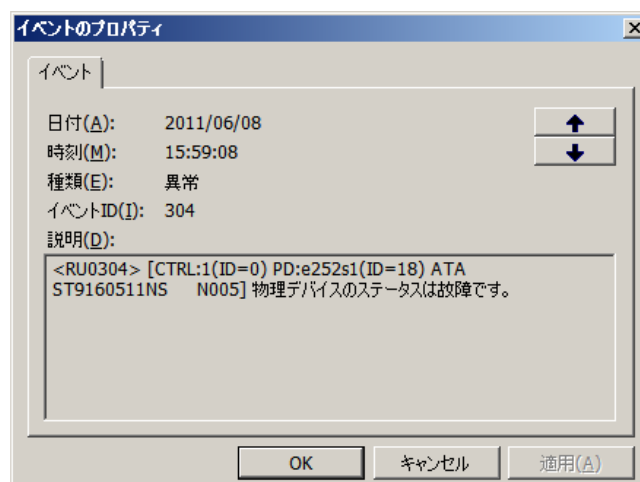 イベントのプロパティ
イベント
日付(A): 2011/06/08
時刻(M): 15:59:08
種類(E): 異常
イベントID(I): 304
説明(D):
<RU0304> [CTRL:1(ID=0) PD:e252s1(ID=18) ATA
ST9160511NS N005] 物理デバイスのステータスは故障です。
OK キャンセル 適用(A)